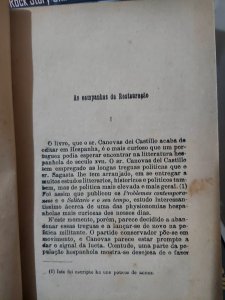 ROCK STORY
As campanhas da Restauração
I
O livro, que o sr. Canovas del Castillo acaba de
editar em Hespanha, é o mais curioso que um por-
tuguez podia esperar encontrar na litteratura hes-
panhola do seculo XVII. O sr. Canovas del Castillo
tem empregado as longas treguas politicas que o
sr. Sagasta lhe tem arranjado, em se entregar a
muitos estudos litterarios, historicos e politicos tam-
bem, mas de politica mais elevada e mais geral. (1)
Foi assim, que o publicou os Problemas contempora-
neos e o Solitario e o seu tempo, estudo interessan-
tissimo ácerca de uma das physionomias hespa-
nholas mais curiosas dos nossos dias.
E'este momento, porém, parece decidido a aban-
donar essas treguas e a lançar-se de novo na po-
litica militante. O partido conservador põe-se em
movimento, e Canovas parece estar prompto a
dar o signal da lucta. Comtudo, uma parte da po-
pulação hespanhola mostra-se desejosa de o fazer
(1) Isto foi escripto ha uns poucos de annos.